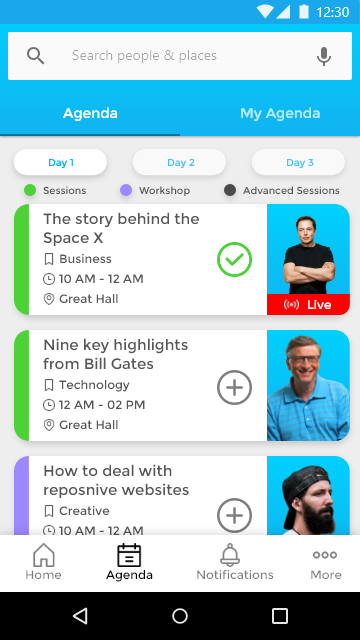 12:30
Search people & places
Agenda
My Agenda
Day 1
Day 2
Day 3
Sessions
Workshop
Advanced Sessions
The story behind the
Space X
Business
10 AM - 12 AM
Great Hall
Live
Nine key highlights
from Bill Gates
Technology
12 AM - 02 PM
Great Hall
How to deal with
reposnive websites
Creative
10 AM - 12 AM
Home
Agenda
Notifications
More